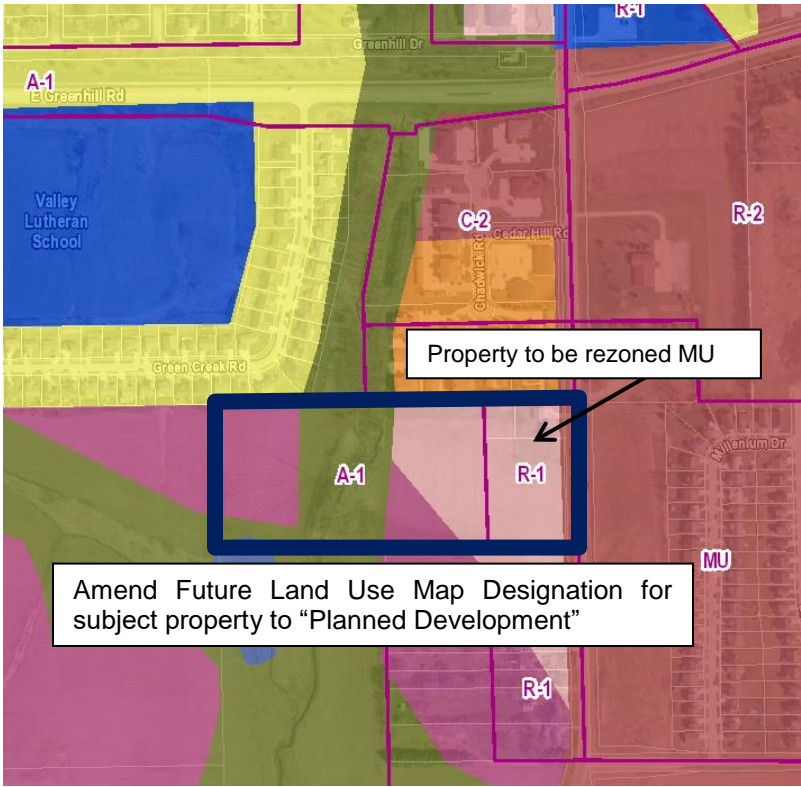 R-1
Greenhill Dr
A-1
E Greenhill Rd
Valley
Lutheran
School
C-2
R-2
Cedar Hill Rd
Chadwick Rd
Property to be rezoned MU
Green Creek Rd
Millenium Dr
A-1
R-1
MU
Amend Future Land Use Map Designation for
subject property to “Planned Development”
R-1